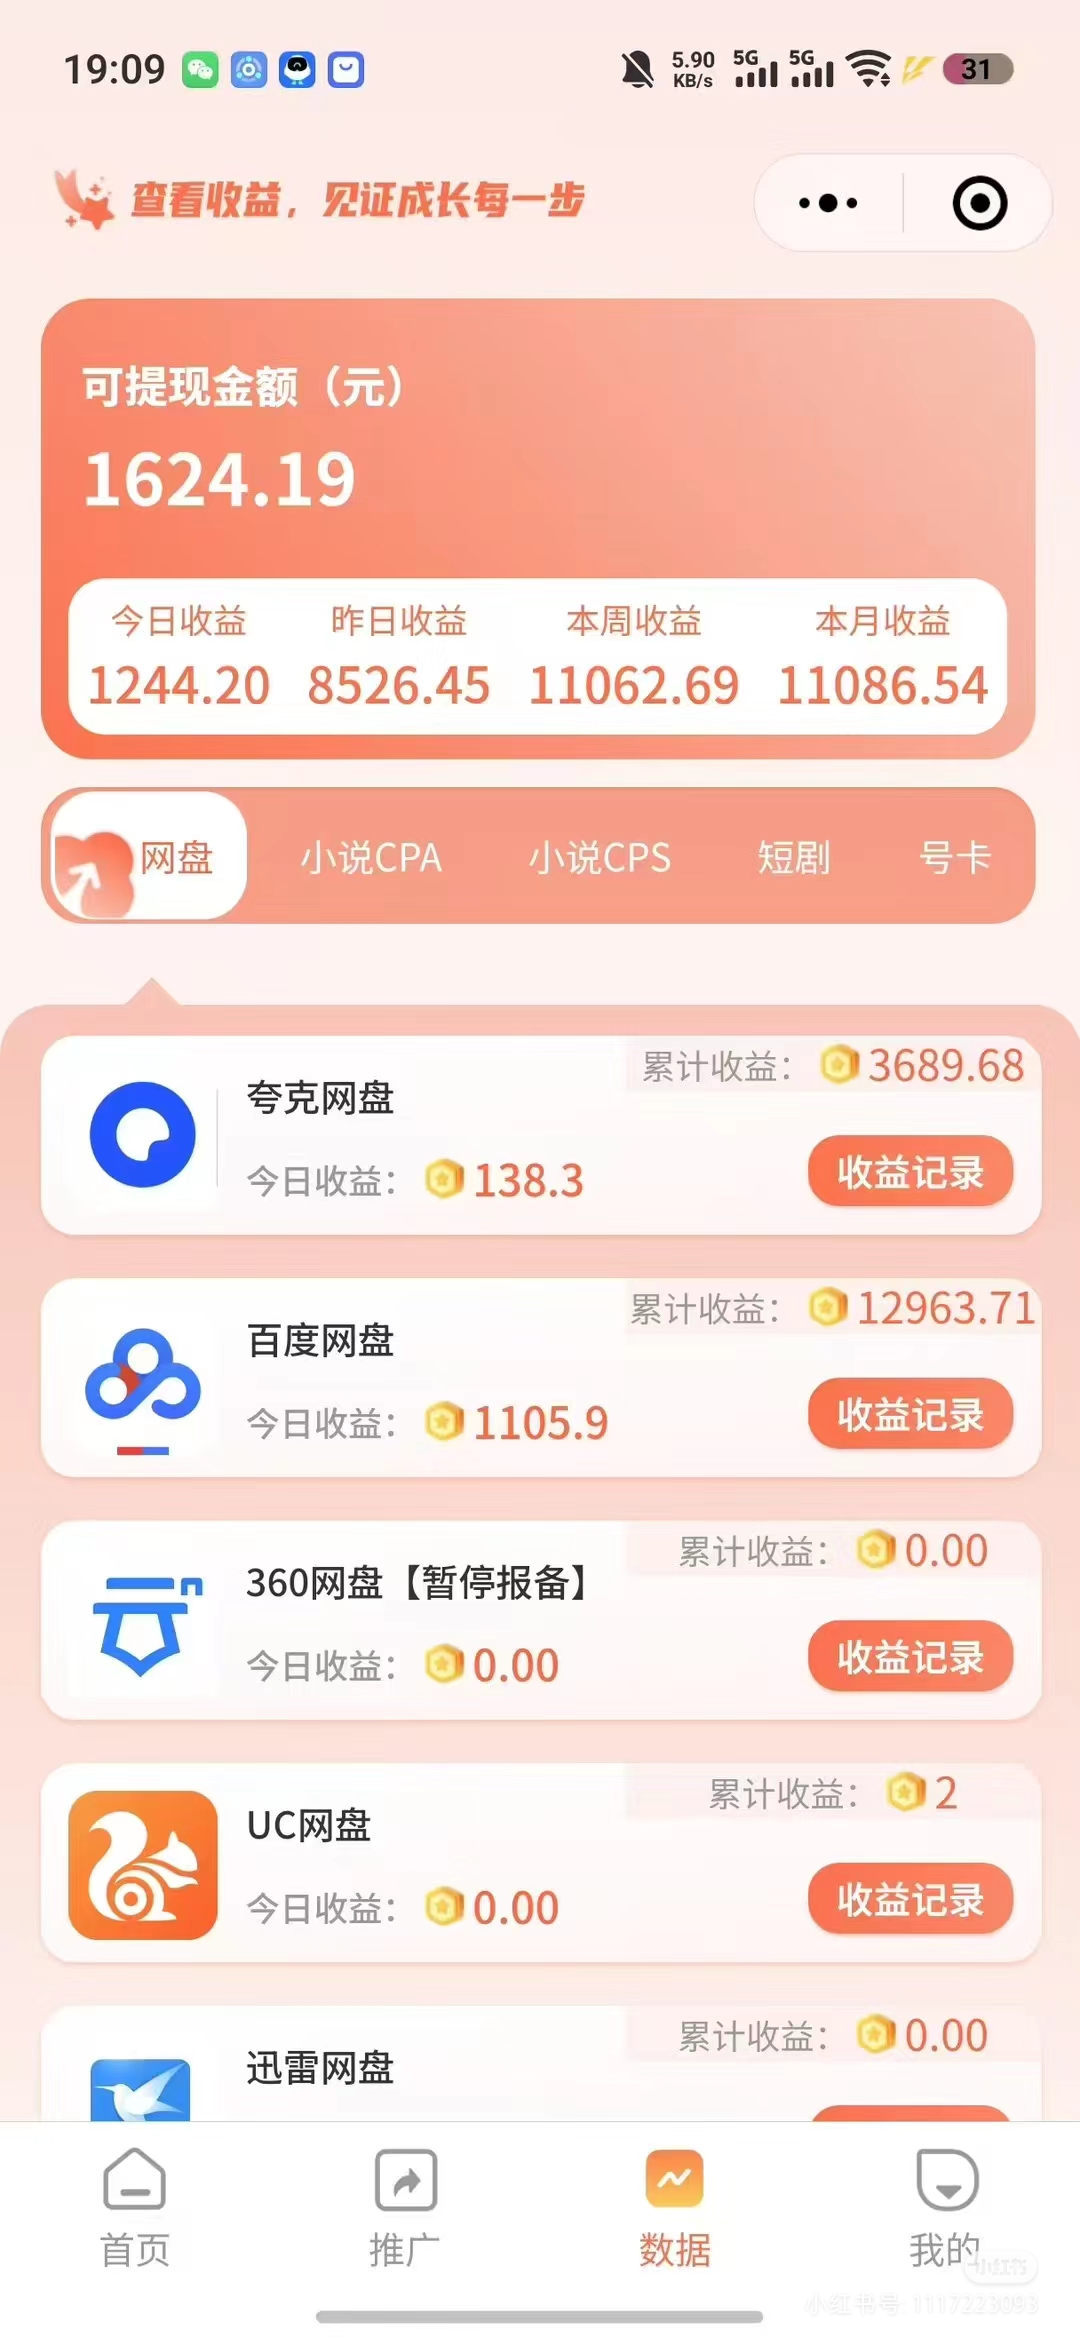 19:09 5.90 KB/s 5G 5G 31
查看收益，见证成长每一步
可提现金额（元）
1624.19
今日收益 昨日收益 本周收益 本月收益
1244.20 8526.45 11062.69 11086.54
网盘 小说CPA 小说CPS 短剧 号卡
累计收益： 3689.68
夸克网盘
今日收益： 138.3 收益记录
累计收益： 12963.71
百度网盘
今日收益： 1105.9 收益记录
累计收益： 0.00
360网盘【暂停报备】
今日收益： 0.00 收益记录
累计收益： 2
UC网盘
今日收益： 0.00 收益记录
累计收益： 0.00
迅雷网盘
首页 推广 数据 我的
小红书
小红书号: 1117223093